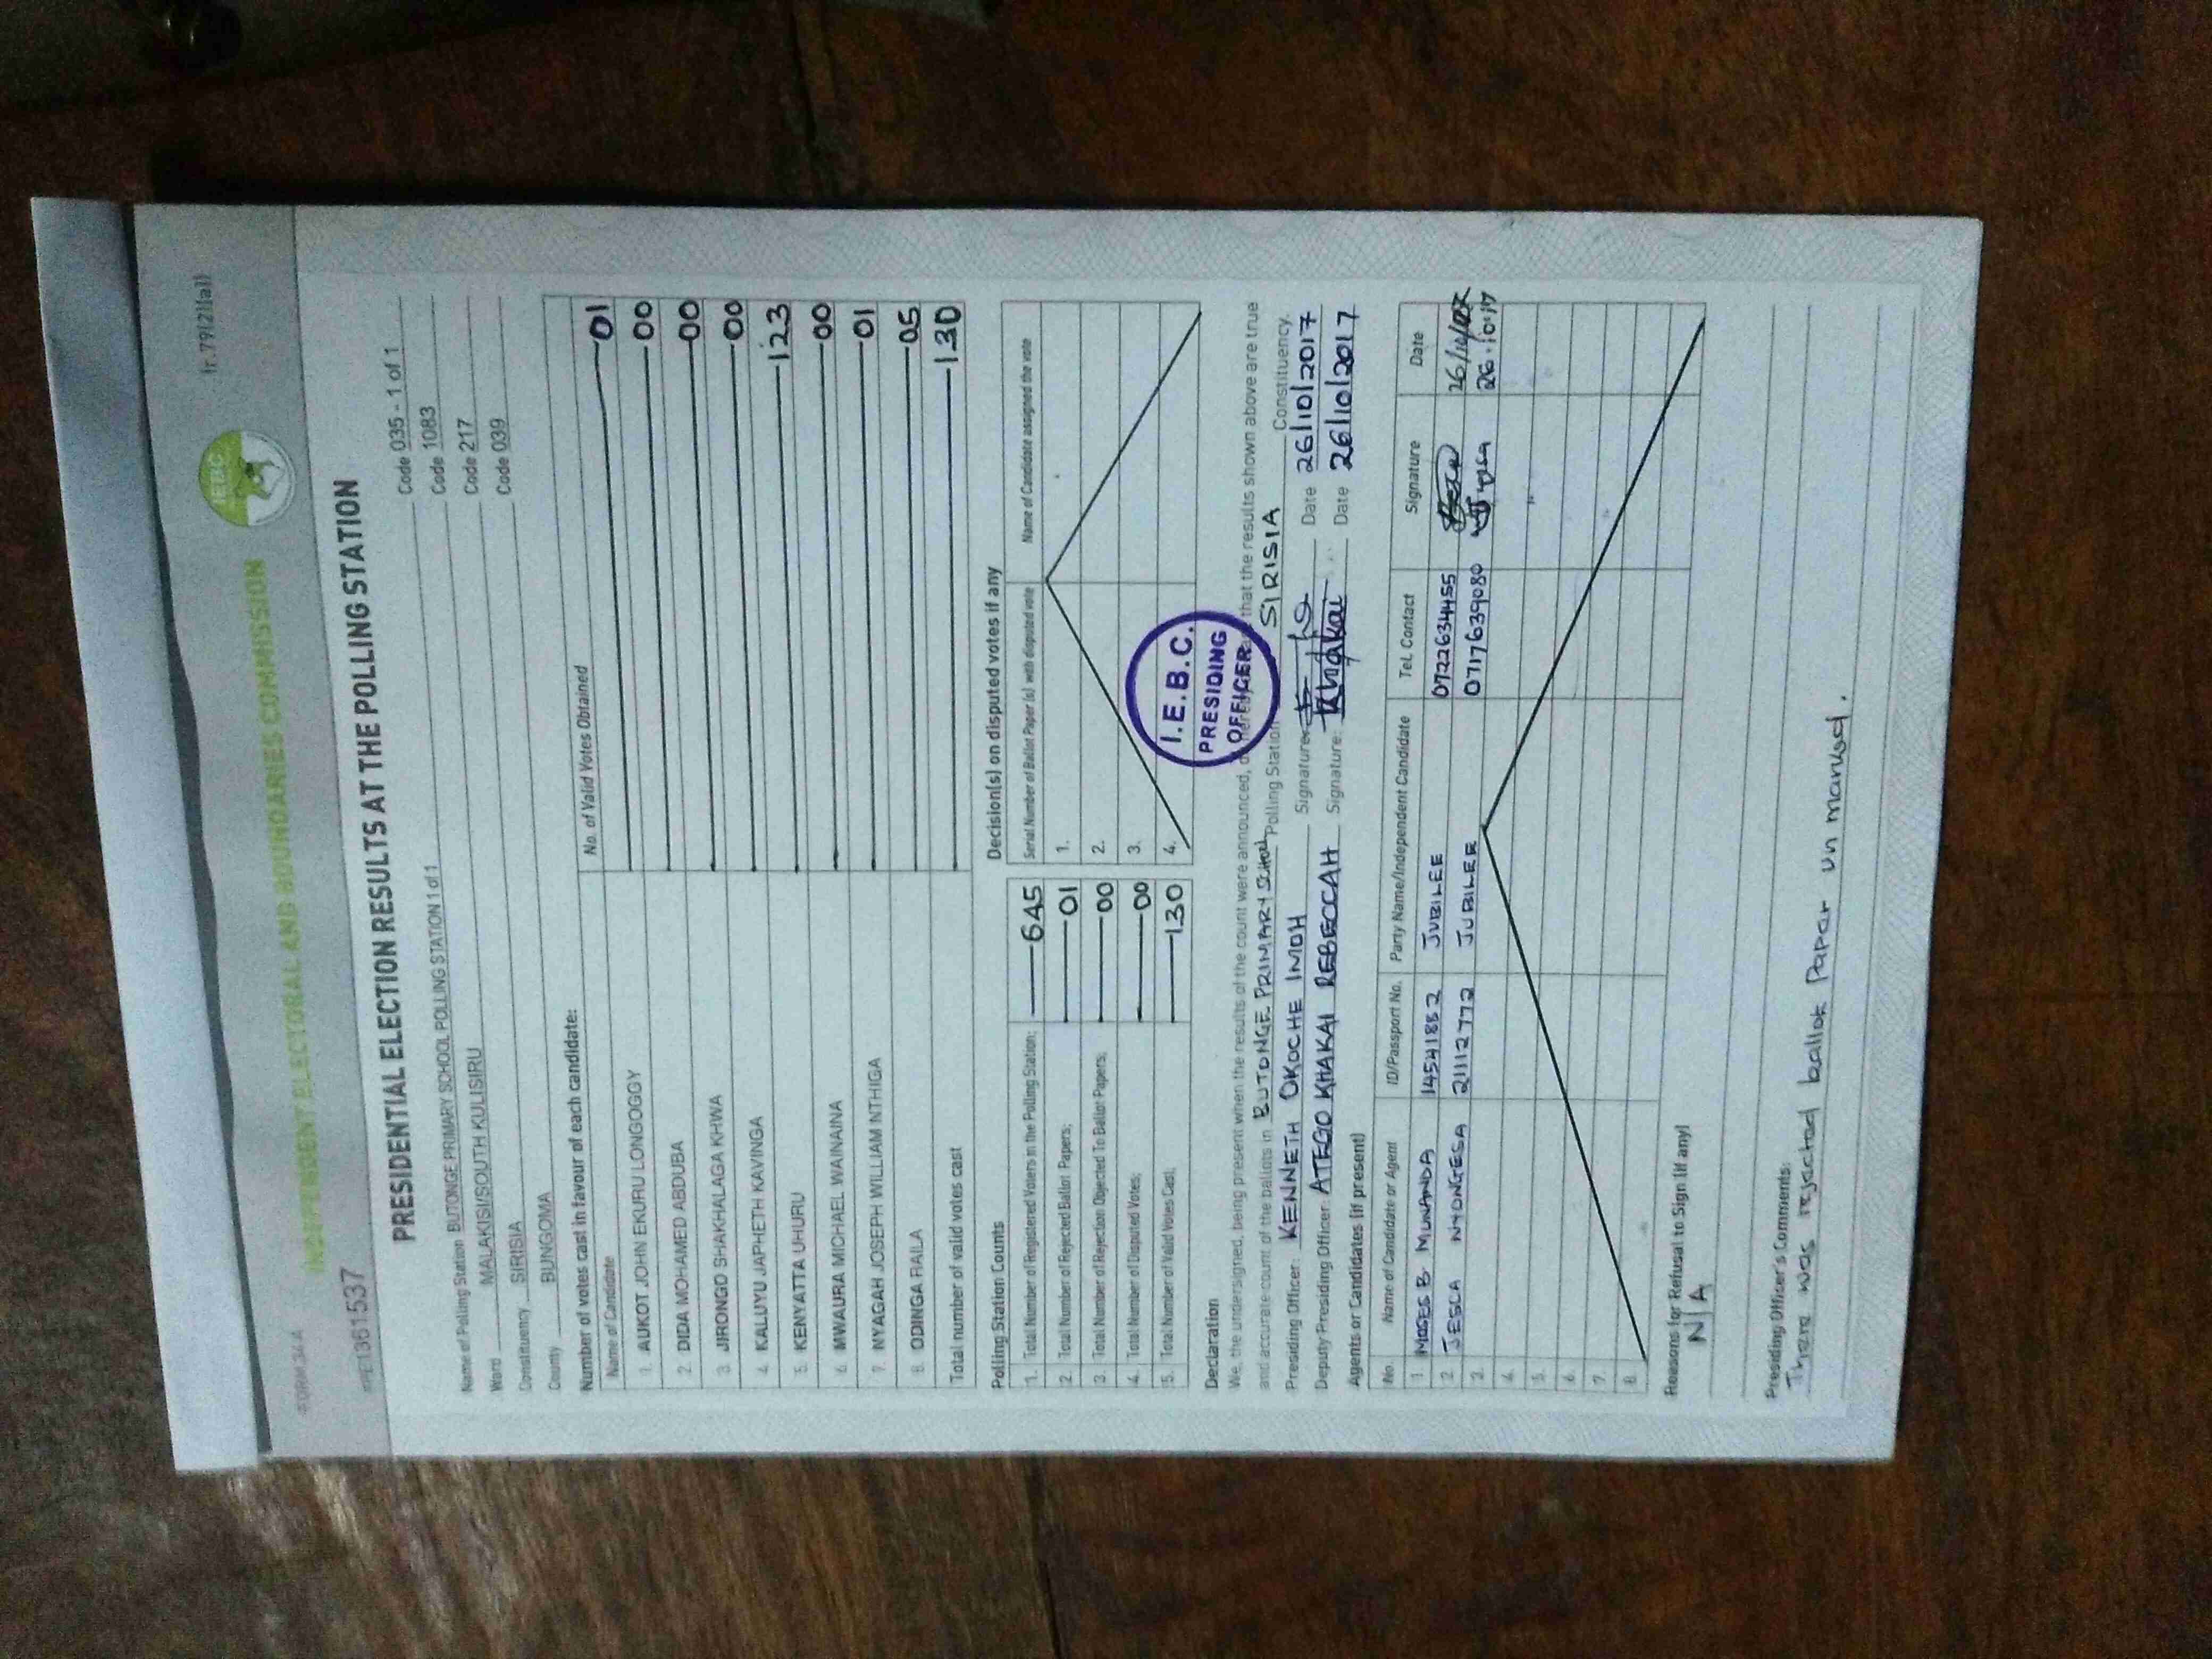 FORM 34A
(r.79(2)(a))
IEBC
INDEPENDENT ELECTORAL AND BOUNDARIES COMMISSION
1361537
PRESIDENTIAL ELECTION RESULTS AT THE POLLING STATION
Name of Polling Station BUTONGE PRIMARY SCHOOL POLLING STATION 1 of 1 Code 035 - 1 of 1
Ward MALAKISI/SOUTH KULISIRU Code 1083
Constituency SIRISIA Code 217
County BUNGOMA Code 039
Number of votes cast in favour of each candidate:
Name of Candidate No. of Valid Votes Obtained
1. AUKOT JOHN EKURU LONGOGGY 01
2. DIDA MOHAMED ABDUBA 00
3. JIRONGO SHAKHALAGA KHWA 00
4. KALUYU JAPHETH KAVINGA 00
5. KENYATTA UHURU 123
6. MWAURA MICHAEL WAINAINA 00
7. NYAGAH JOSEPH WILLIAM NTHIGA 01
8. ODINGA RAILA 05
Total number of valid votes cast 130
Polling Station Counts
1. Total Number of Registered Voters in the Polling Station; 645
2. Total Number of Rejected Ballot Papers; 01
3. Total Number of Rejection Objected To Ballot Papers; 00
4. Total Number of Disputed Votes; 00
5. Total Number of Valid Votes Cast; 130
Decision(s) on disputed votes if any
Serial Number of Ballot Paper (s) with disputed vote Name of Candidate assigned the vote
1.
2.
3.
4.
I.E.B.C.
PRESIDING
OFFICER
Declaration
We, the undersigned, being present when the results of the count were announced, that the results shown above are true
and accurate count of the ballots in BUTONGE PRIMARY SCHOOL Polling Station SIRISIA Constituency.
Presiding Officer: KENNETH OKOCHE IMOH Signature: Date 26/10/2017
Deputy Presiding Officer: ATEGO KHAKAI REBECCAH Signature: Khakai Date 26/10/2017
Agents or Candidates (if present)
No. Name of Candidate or Agent ID/Passport No. Party Name/Independent Candidate Tel. Contact Signature Date
1. MOSES B MUNANDA 14541882 JUBILEE 0722634455 26/10/
2. JESCA NYONGESA 21112772 JUBILEE 0717639080 26.10.17
3.
4.
5.
6.
7.
8.
Reasons for Refusal to Sign (if any)
N/A
Presiding Officer's Comments:
There was rejected ballot Papar un marked.